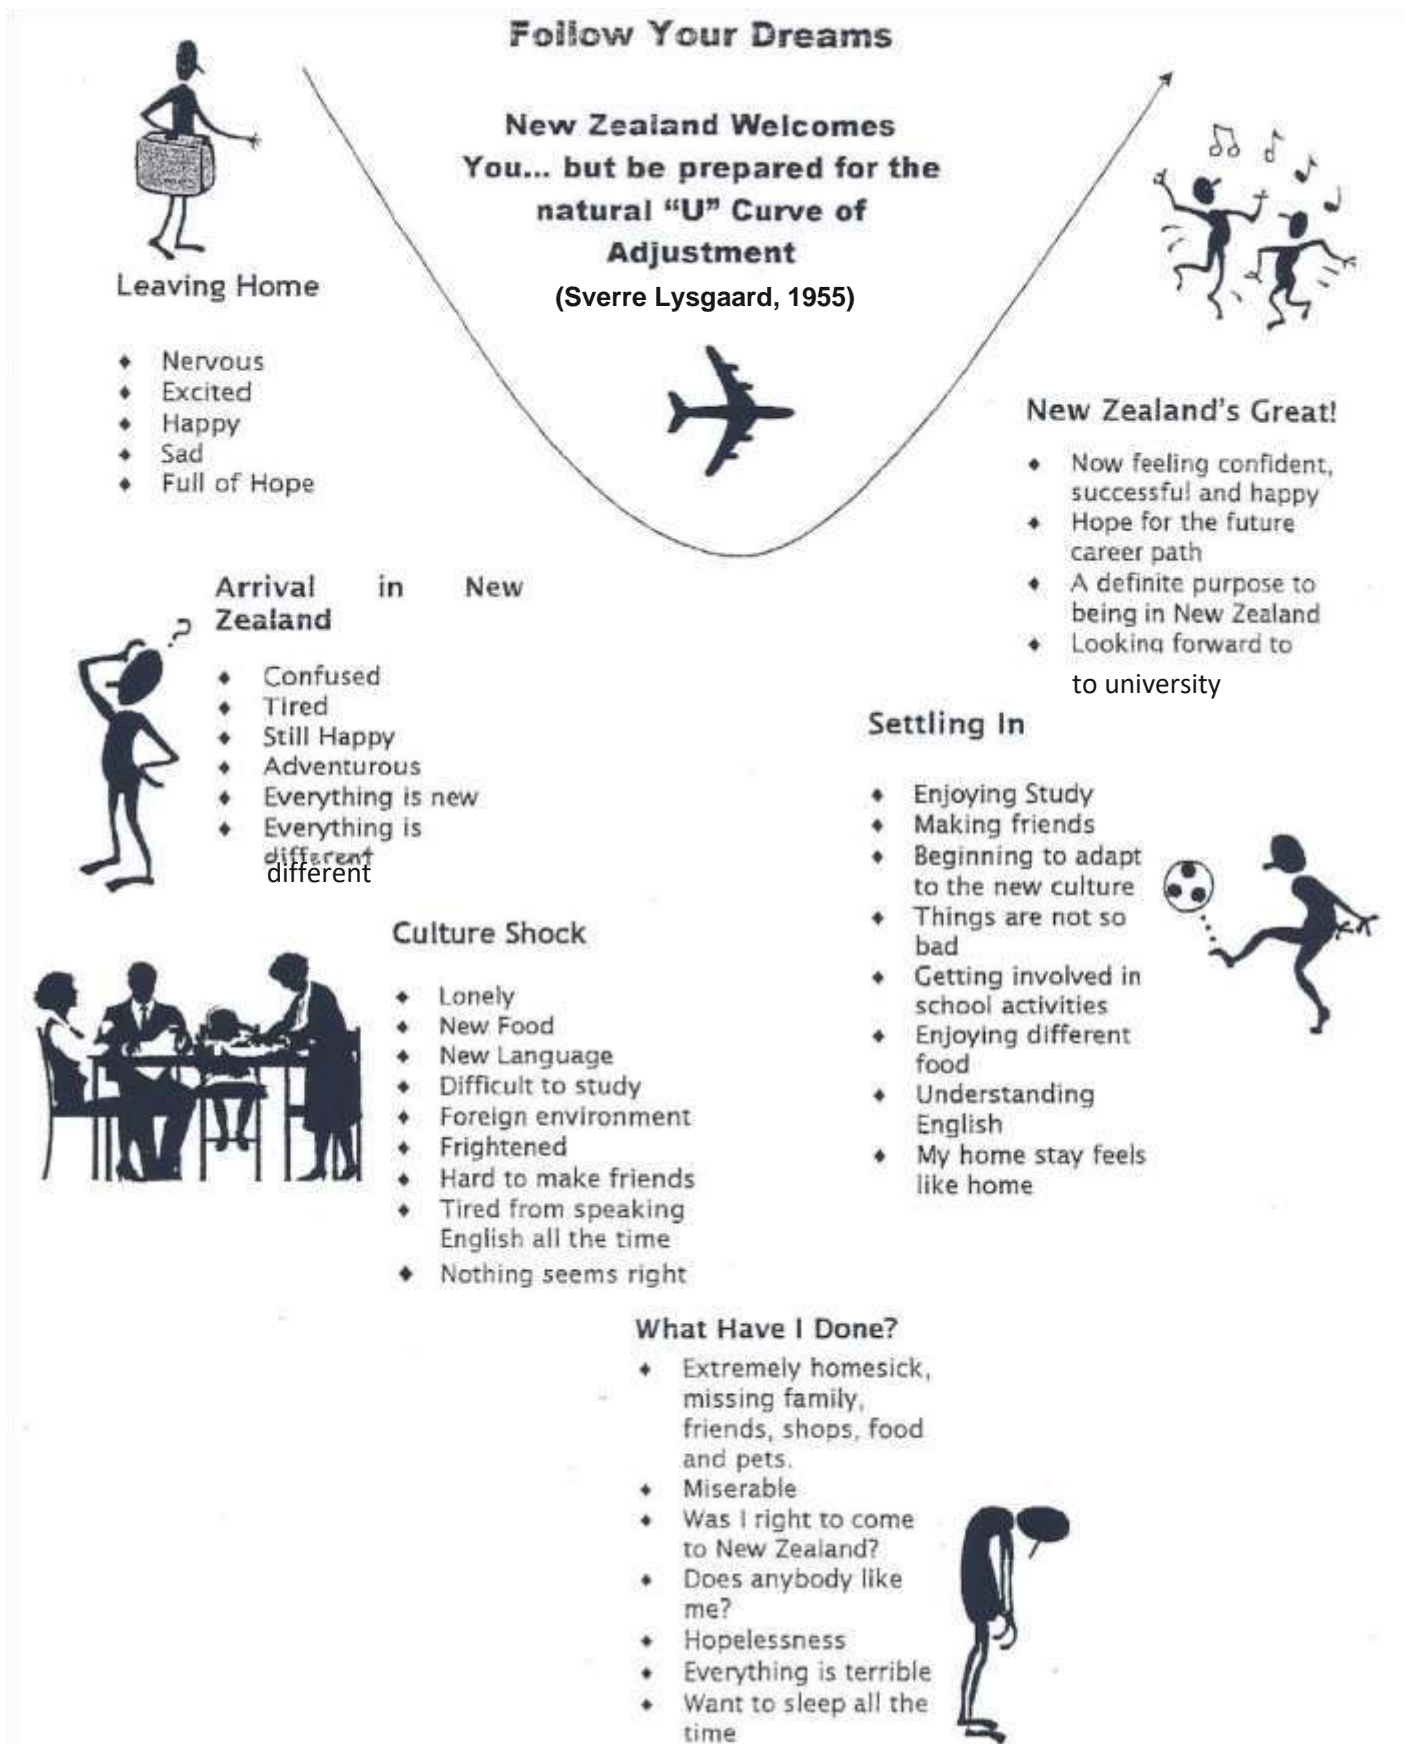 Follow Your Dreams
New Zealand Welcomes
You... but be prepared for the
natural “U” Curve of
Adjustment
(Sverre Lysgaard, 1955)
Leaving Home
♦ Nervous
♦ Excited
♦ Happy
♦ Sad
♦ Full of Hope
Arrival in New
Zealand
?
♦ Confused
♦ Tired
♦ Still Happy
♦ Adventurous
♦ Everything is new
♦ Everything is
different
different
Culture Shock
♦ Lonely
♦ New Food
♦ New Language
♦ Difficult to study
♦ Foreign environment
♦ Frightened
♦ Hard to make friends
♦ Tired from speaking
English all the time
♦ Nothing seems right
What Have I Done?
♦ Extremely homesick,
missing family,
friends, shops, food
and pets.
♦ Miserable
♦ Was I right to come
to New Zealand?
♦ Does anybody like
me?
♦ Hopelessness
♦ Everything is terrible
♦ Want to sleep all the
time
Settling In
♦ Enjoying Study
♦ Making friends
♦ Beginning to adapt
to the new culture
♦ Things are not so
bad
♦ Getting involved in
school activities
♦ Enjoying different
food
♦ Understanding
English
♦ My home stay feels
like home
New Zealand’s Great!
♦ Now feeling confident,
successful and happy
♦ Hope for the future
career path
♦ A definite purpose to
being in New Zealand
♦ Looking forward to
to university